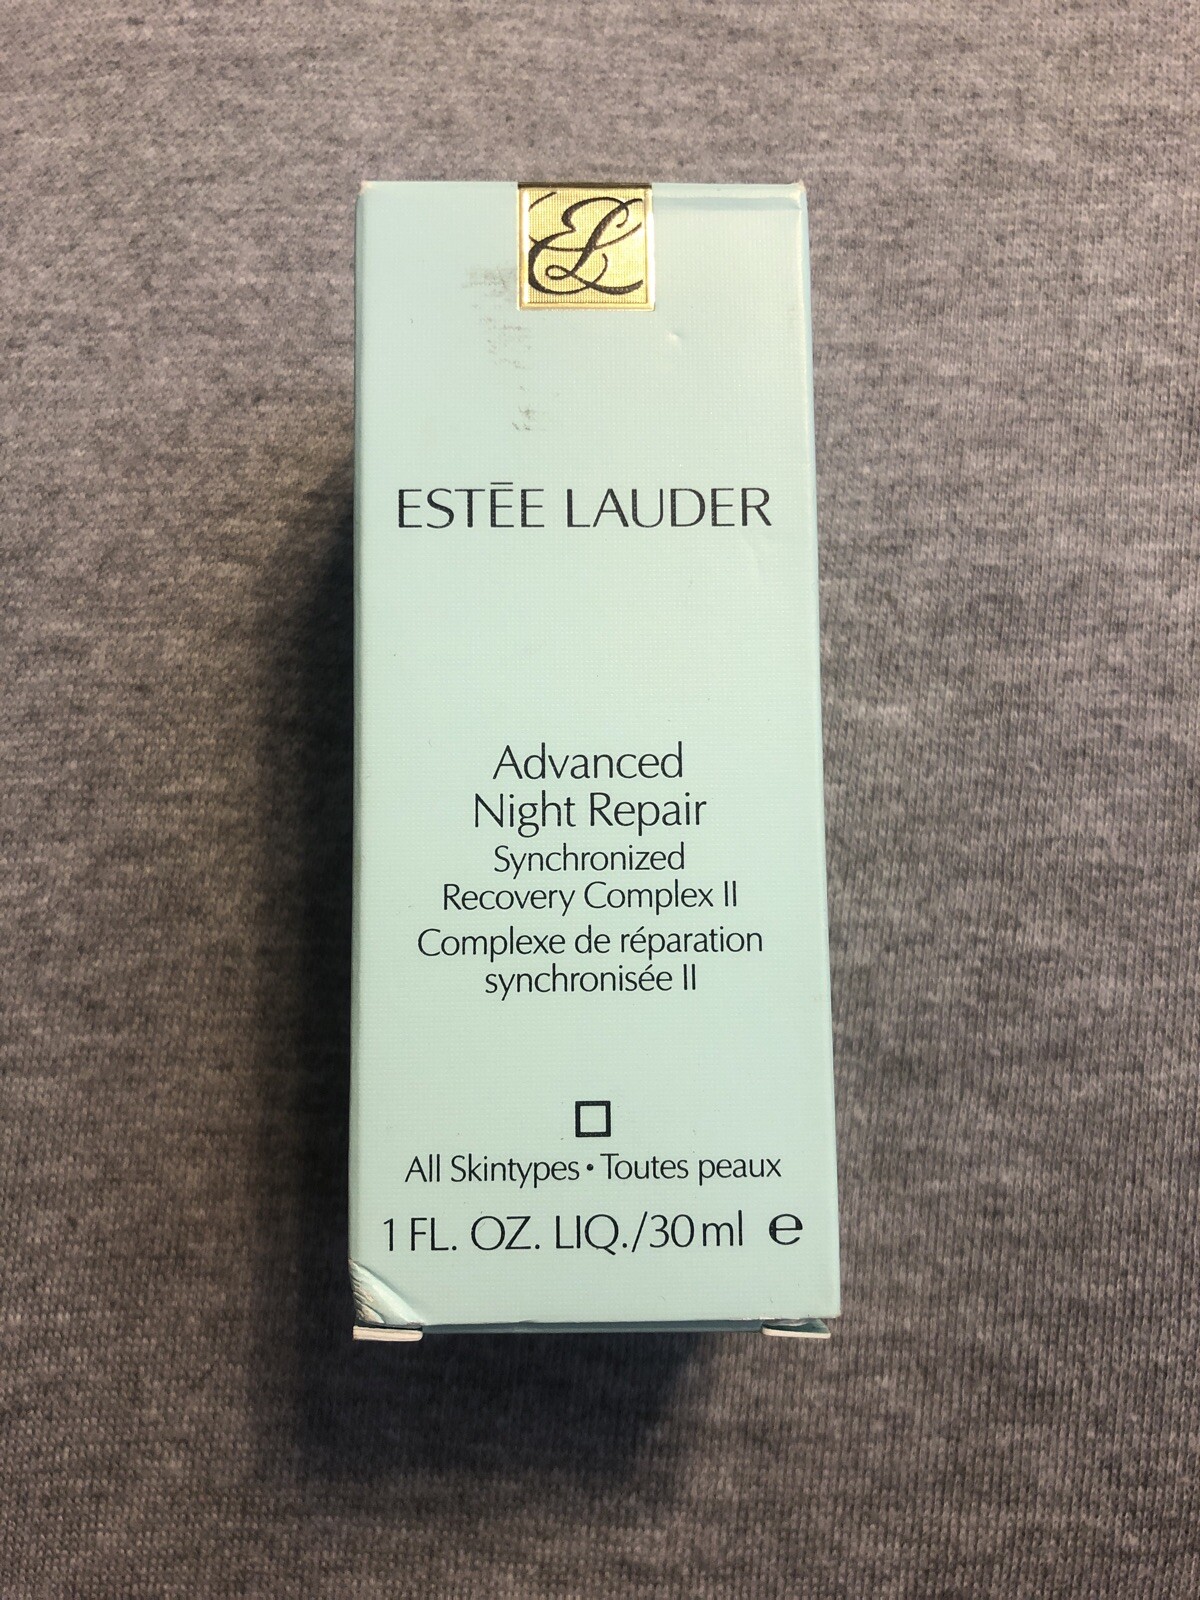 EL
ESTĒE LAUDER
Advanced
Night Repair
Synchronized
Recovery Complex II
Complexe de réparation
synchronisée II
All Skintypes • Toutes peaux
1 FL. OZ. LIQ./30 ml ℮